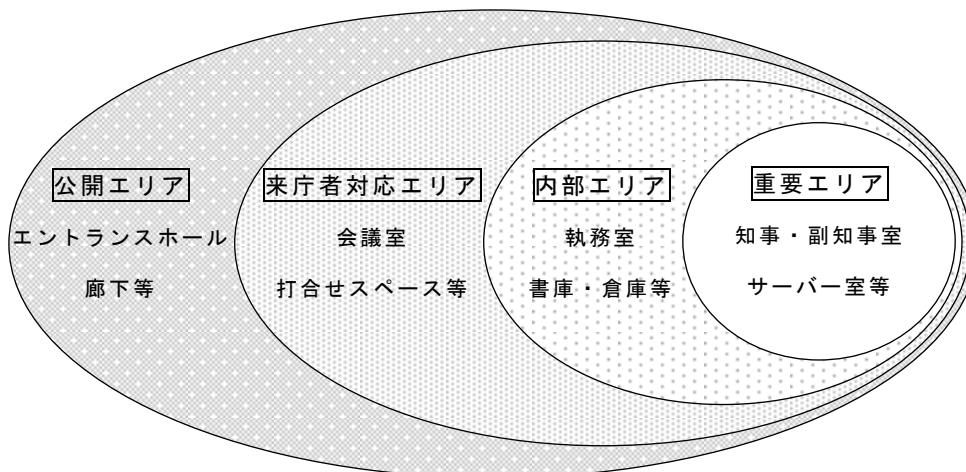 公開エリア
エントランスホール
廊下等
来庁者対応エリア
会議室
打合せスペース等
内部エリア
執務室
書庫・倉庫等
重要エリア
知事・副知事室
サーバー室等